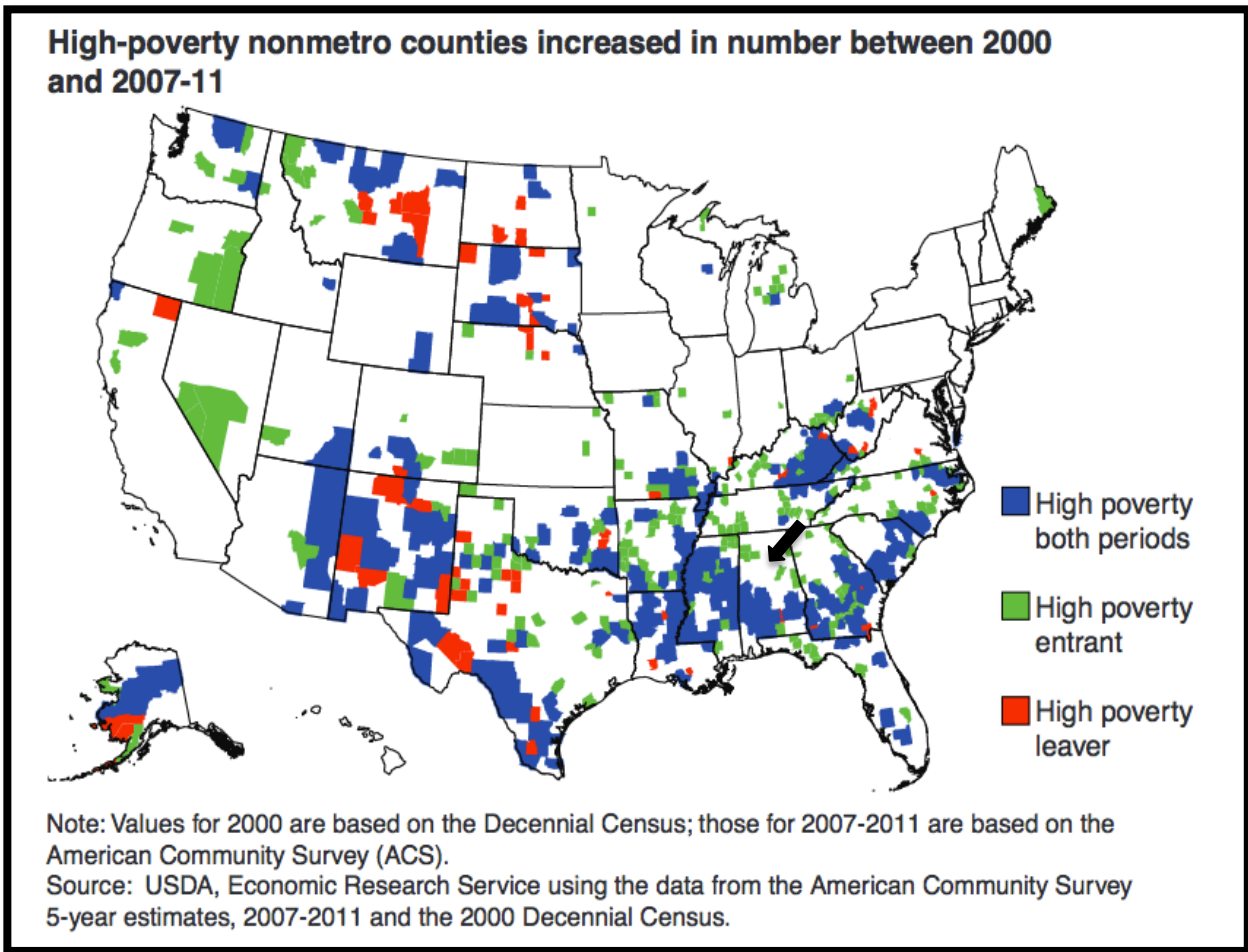 High-poverty nonmetro counties increased in number between 2000
and 2007-11
High poverty
both periods
High poverty
entrant
High poverty
leaver
Note: Values for 2000 are based on the Decennial Census; those for 2007-2011 are based on the
American Community Survey (ACS).
Source: USDA, Economic Research Service using the data from the American Community Survey
5-year estimates, 2007-2011 and the 2000 Decennial Census.